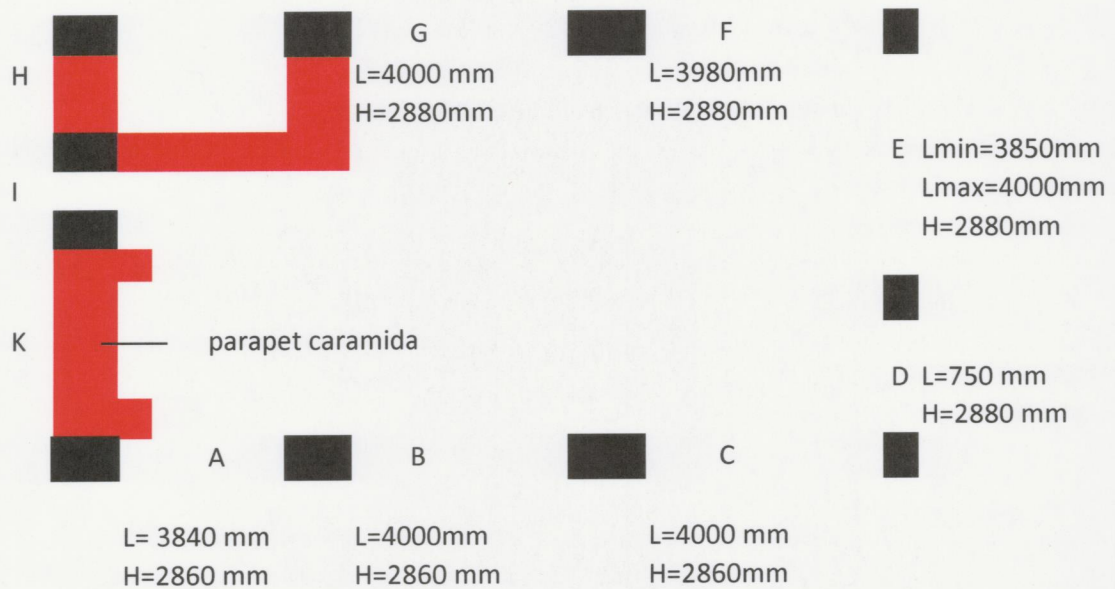 G
F
H
L=4000 mm
L=3980mm
H=2880mm
H=2880mm
E Lmin=3850mm
Lmax=4000mm
H=2880mm
I
K
parapet caramida
D L=750 mm
H=2880 mm
A
B
C
L= 3840 mm
L=4000mm
L=4000 mm
H=2860 mm
H=2860 mm
H=2860mm